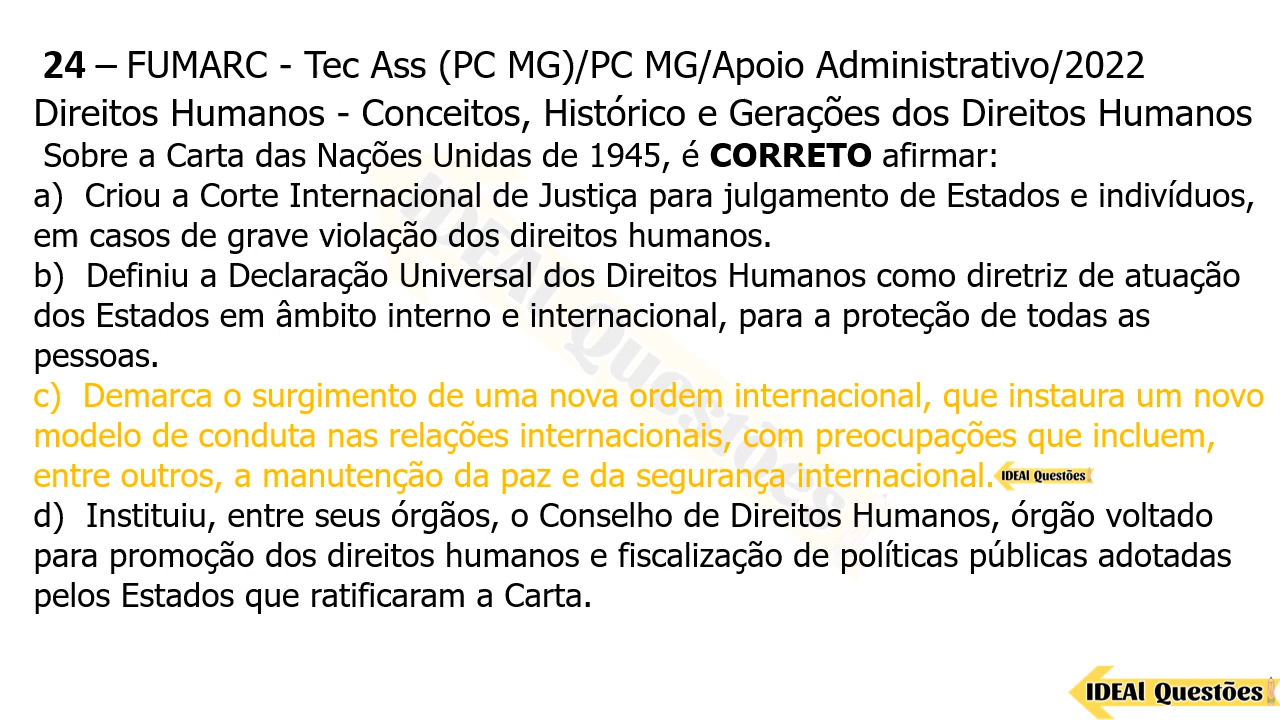 24 – FUMARC - Tec Ass (PC MG)/PC MG/Apoio Administrativo/2022
Direitos Humanos - Conceitos, Histórico e Gerações dos Direitos Humanos
Sobre a Carta das Nações Unidas de 1945, é CORRETO afirmar:
a) Criou a Corte Internacional de Justiça para julgamento de Estados e indivíduos,
em casos de grave violação dos direitos humanos.
b) Definiu a Declaração Universal dos Direitos Humanos como diretriz de atuação
dos Estados em âmbito interno e internacional, para a proteção de todas as
pessoas.
c) Demarca o surgimento de uma nova ordem internacional, que instaura um novo
modelo de conduta nas relações internacionais, com preocupações que incluem,
entre outros, a manutenção da paz e da segurança internacional. IDEAl Questões
d) Instituiu, entre seus órgãos, o Conselho de Direitos Humanos, órgão voltado
para promoção dos direitos humanos e fiscalização de políticas públicas adotadas
pelos Estados que ratificaram a Carta.
IDEAl Questões
IDEAl Questões